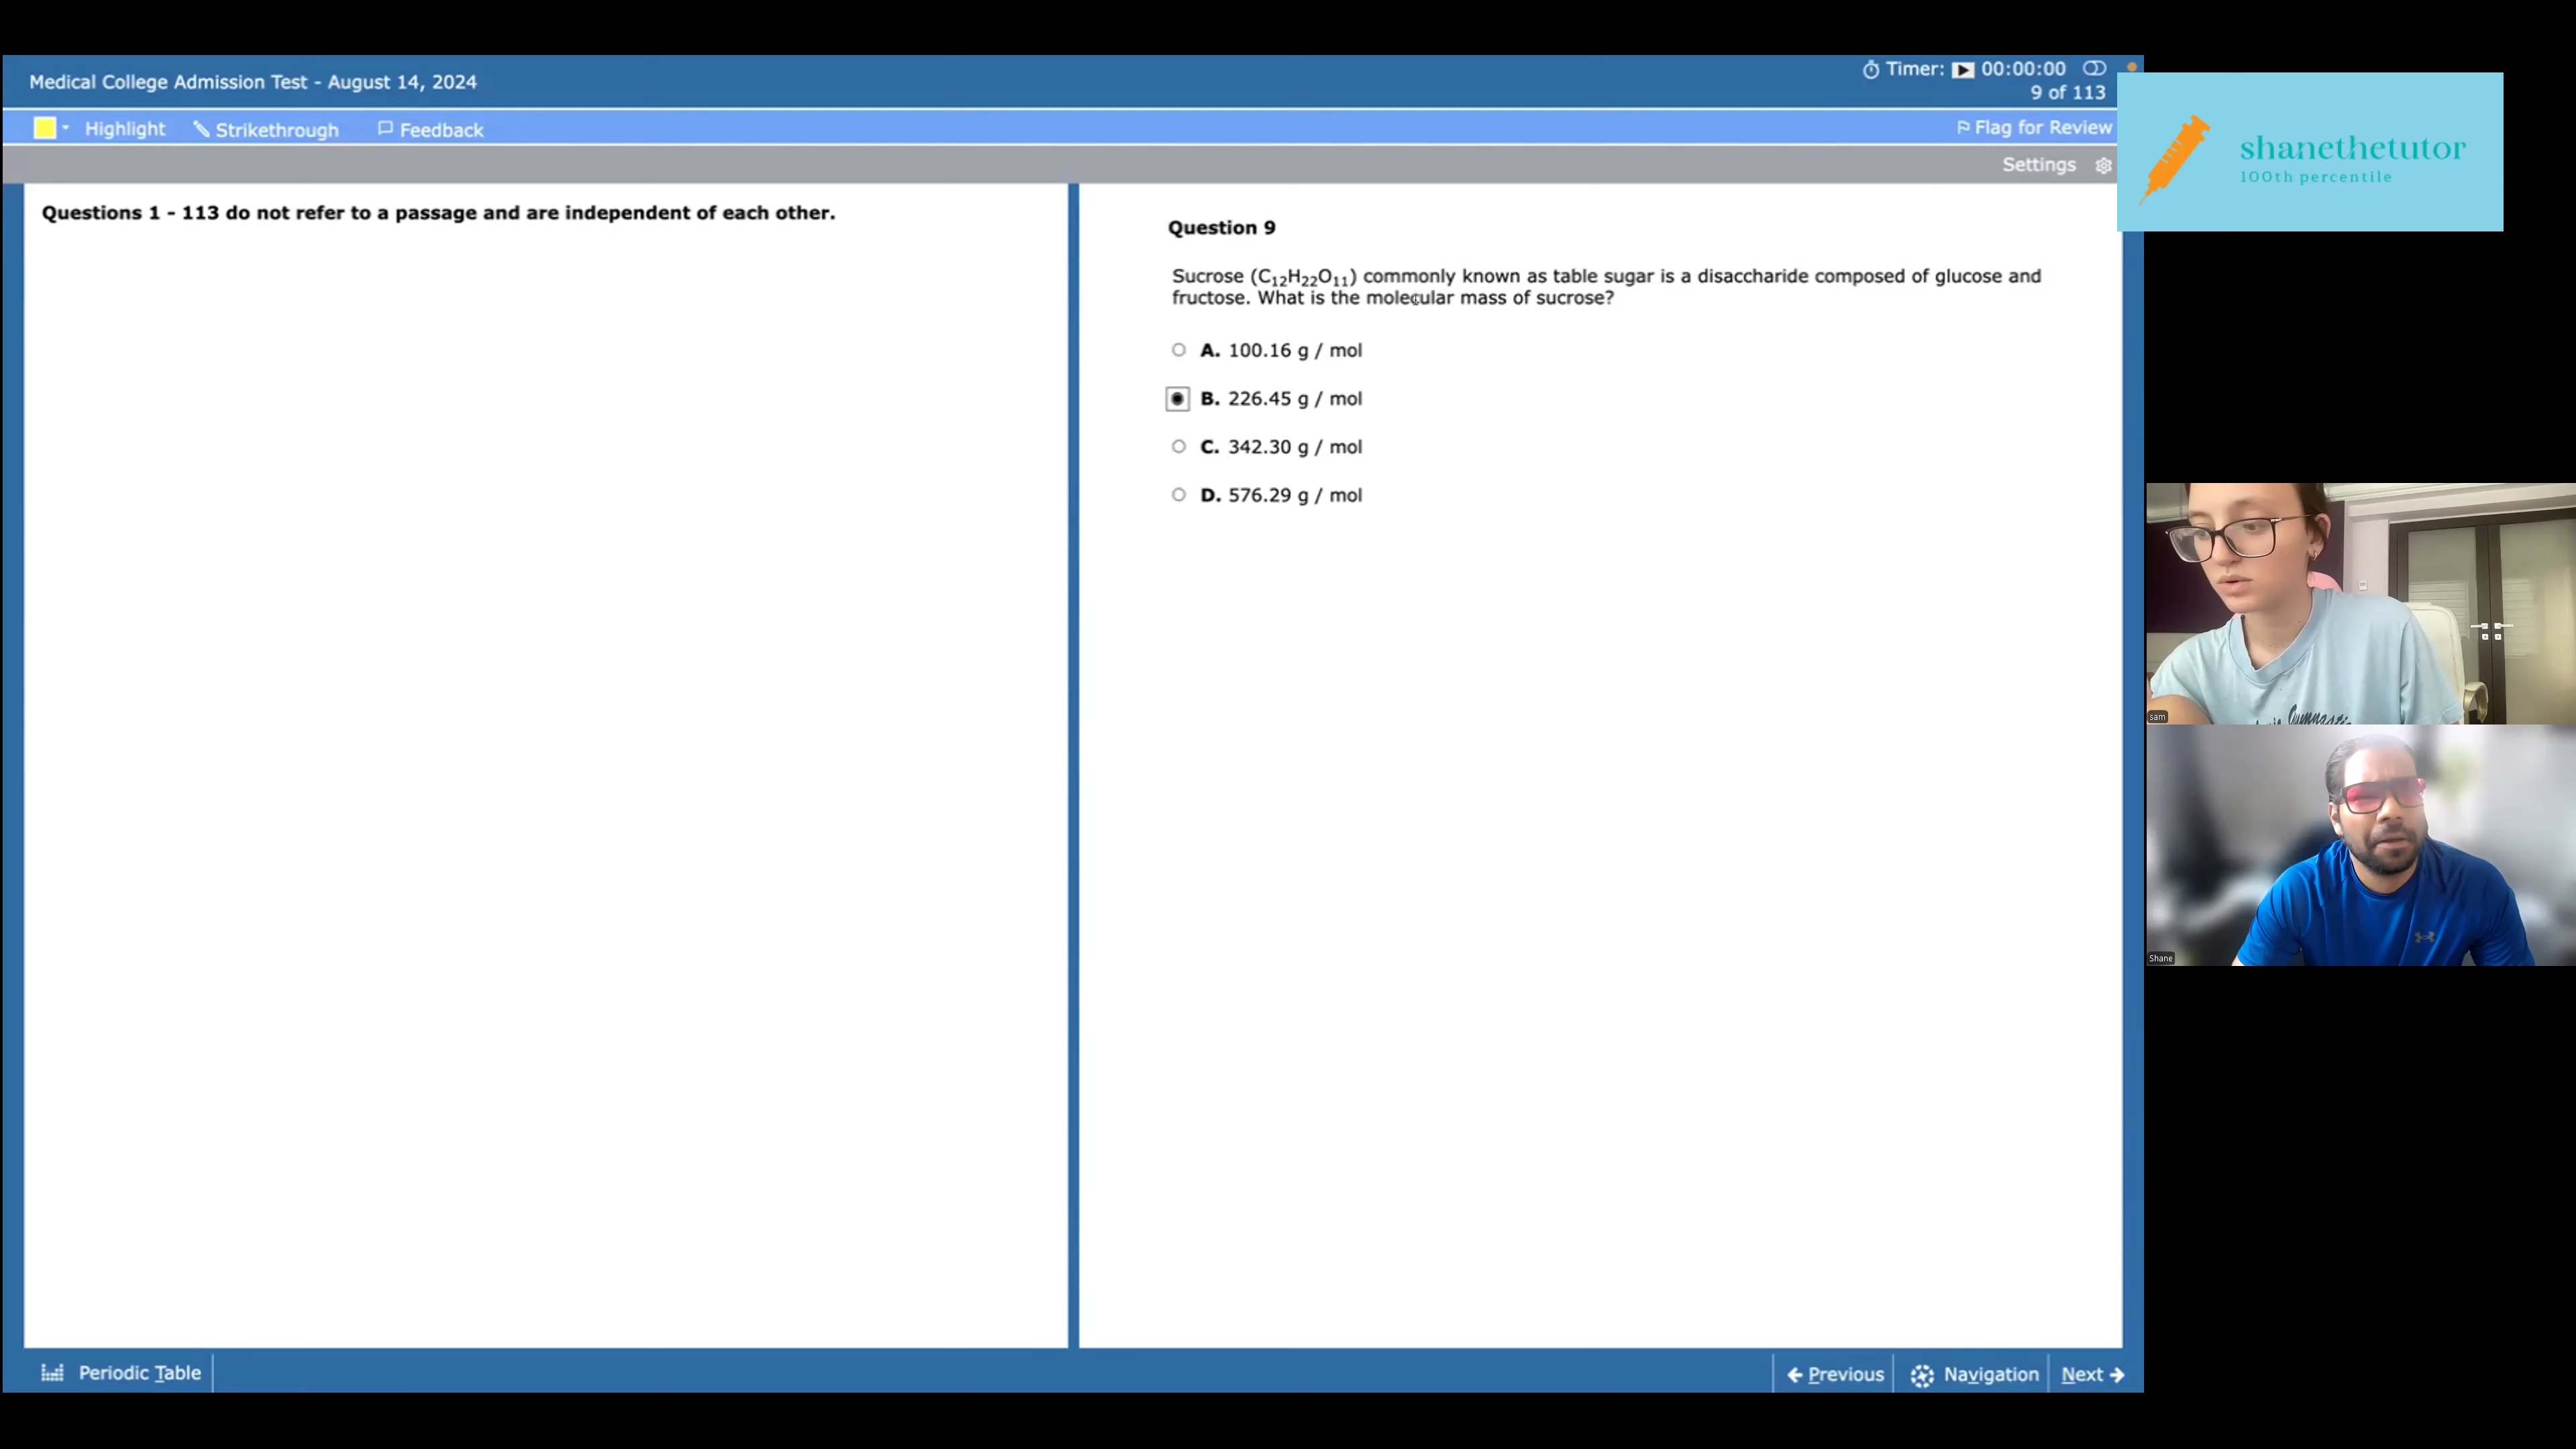 Medical College Admission Test - August 14, 2024
Timer: 00:00:00
9 of 113
Highlight Strikethrough Feedback
Flag for Review
Settings
shanethetutor
100th percentile
Questions 1 - 113 do not refer to a passage and are independent of each other.
Question 9
Sucrose (C₁₂H₂₂O₁₁) commonly known as table sugar is a disaccharide composed of glucose and
fructose. What is the molecular mass of sucrose?
A. 100.16 g / mol
B. 226.45 g / mol
C. 342.30 g / mol
D. 576.29 g / mol
sam
Shane
Periodic Table
Previous Navigation Next